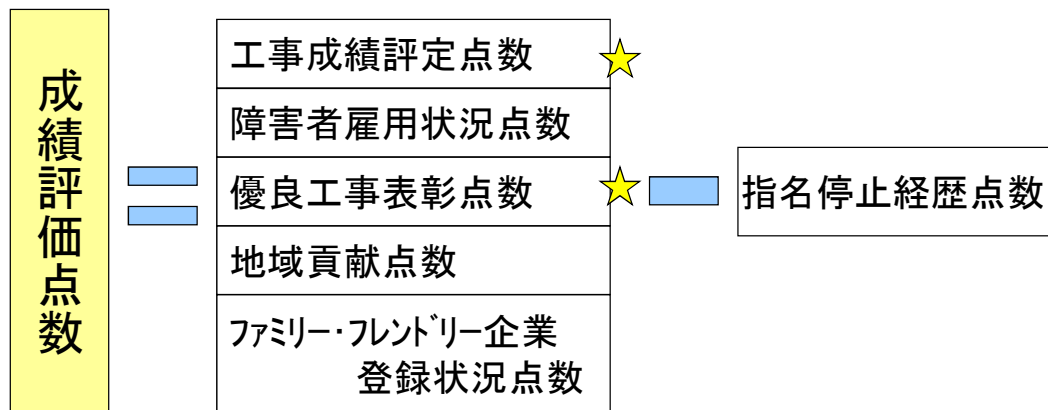 成績評価点数
工事成績評定点数
障害者雇用状況点数
優良工事表彰点数
地域貢献点数
ﾌｧﾐﾘｰ･ﾌﾚﾝﾄﾞﾘｰ企業
登録状況点数
指名停止経歴点数